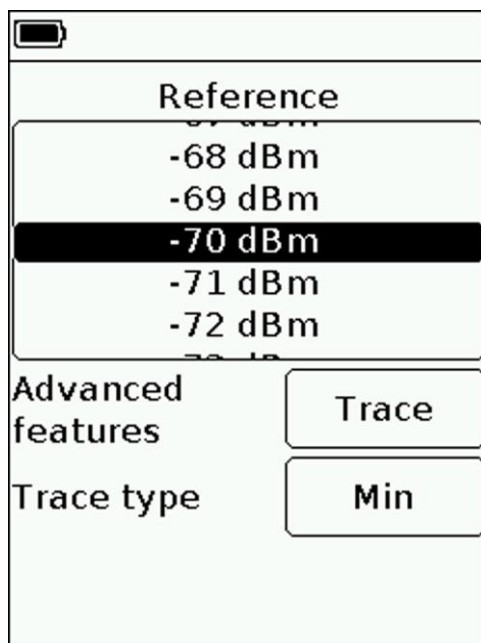 Reference
-68 dBm
-69 dBm
-70 dBm
-71 dBm
-72 dBm
Advanced
features
Trace
Trace type
Min